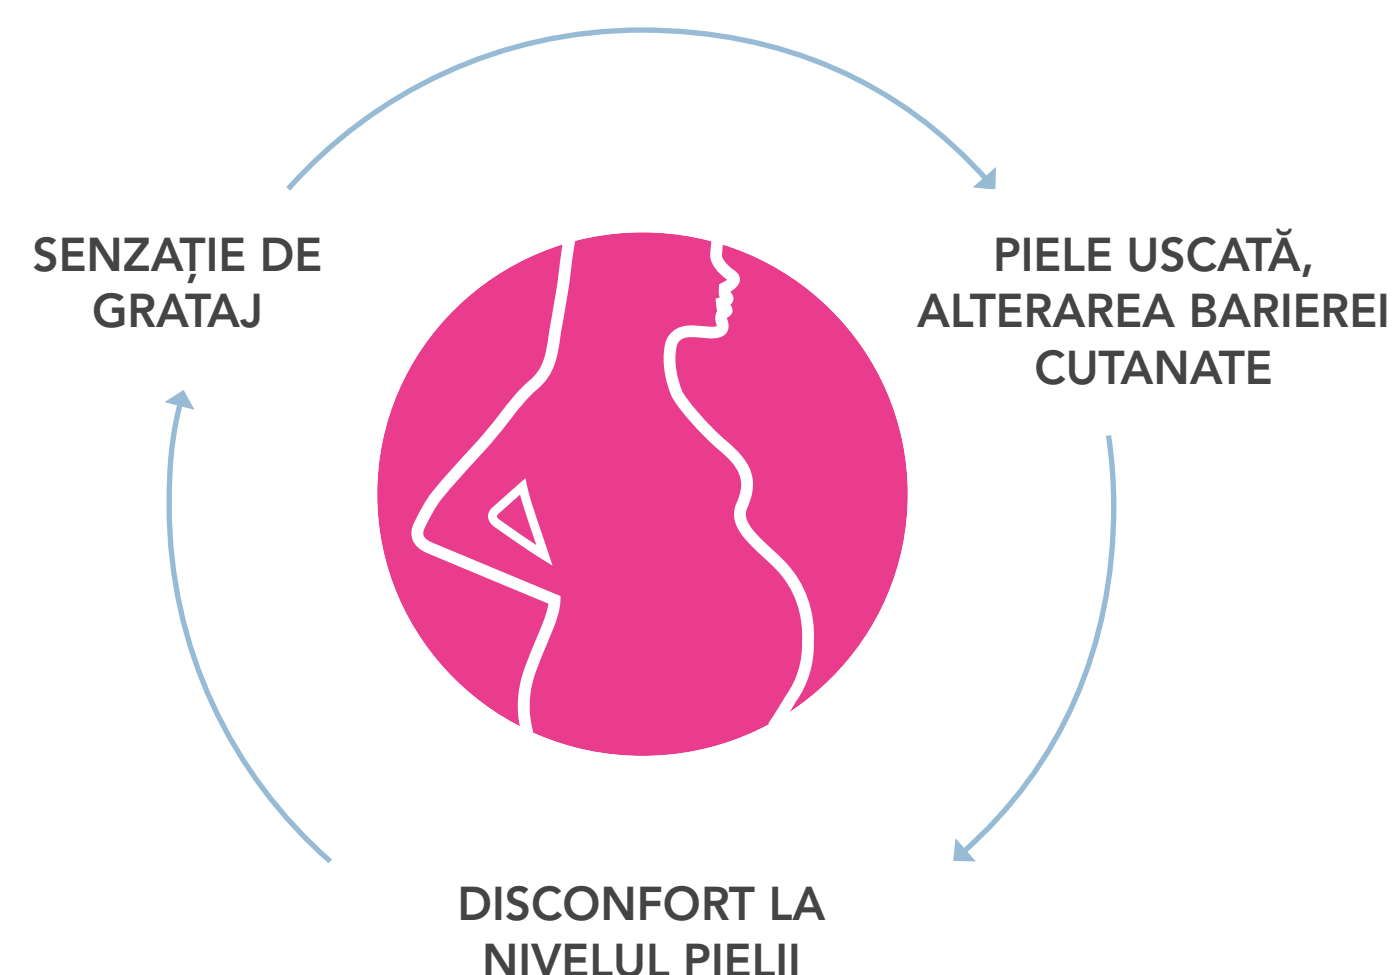 SENZAȚIE DE
GRATAJ
PIELE USCATĂ,
ALTERAREA BARIEREI
CUTANATE
DISCONFORT LA
NIVELUL PIELII